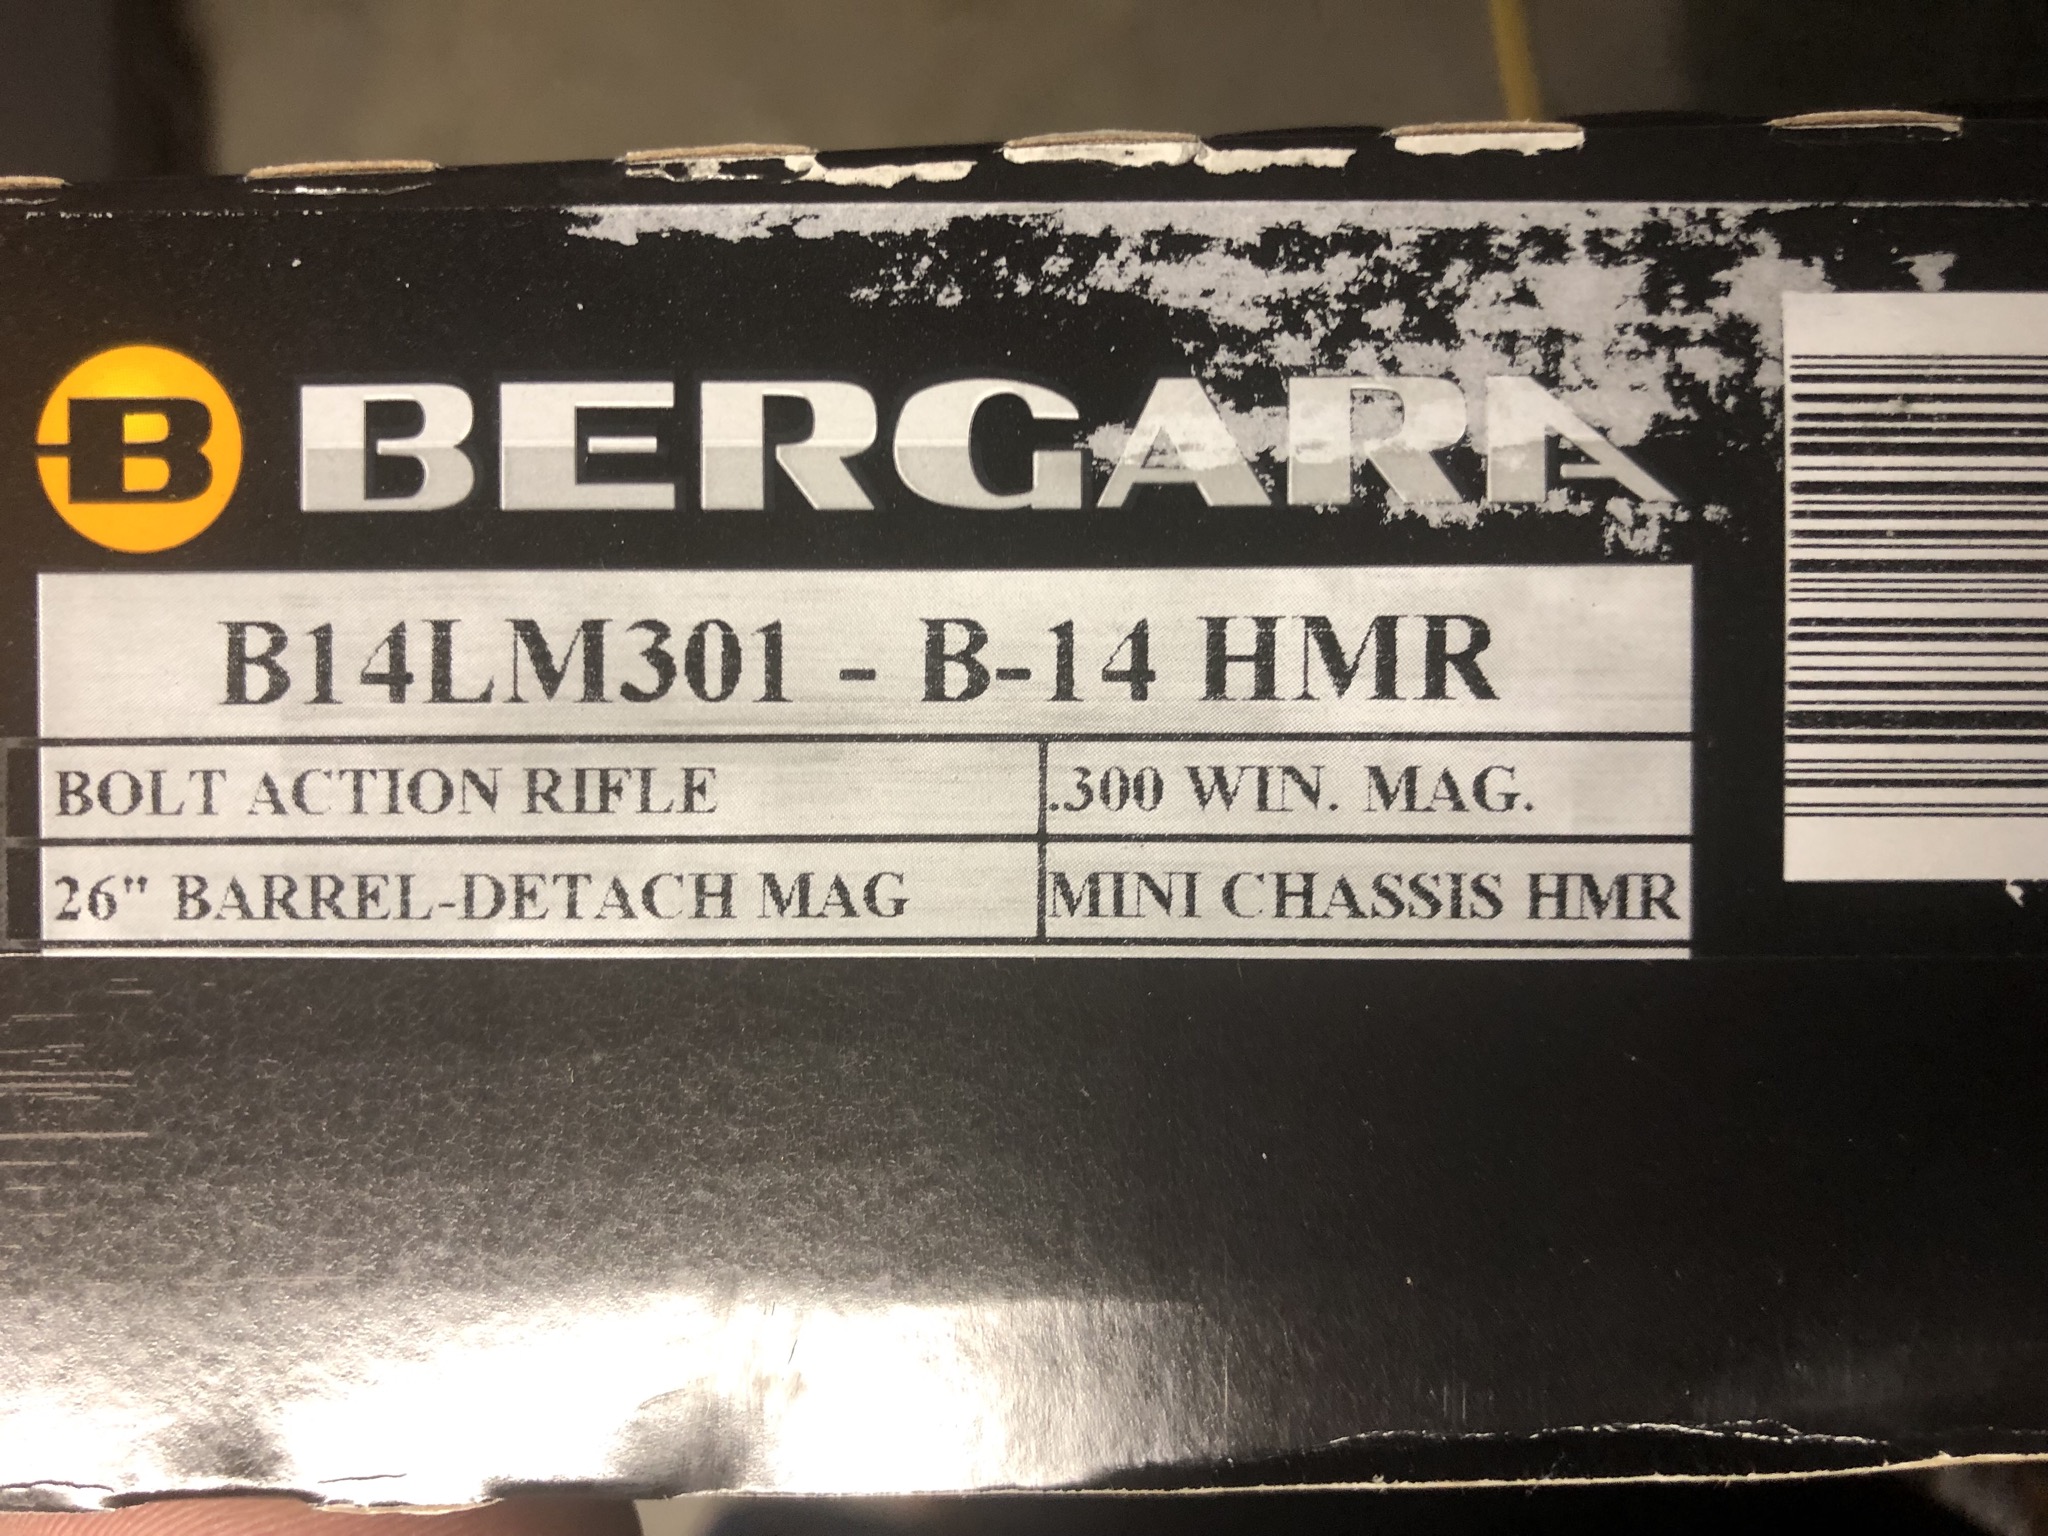 B BERGARA
B14LM301 - B-14 HMR
BOLT ACTION RIFLE .300 WIN. MAG.
26" BARREL-DETACH MAG MINI CHASSIS HMR